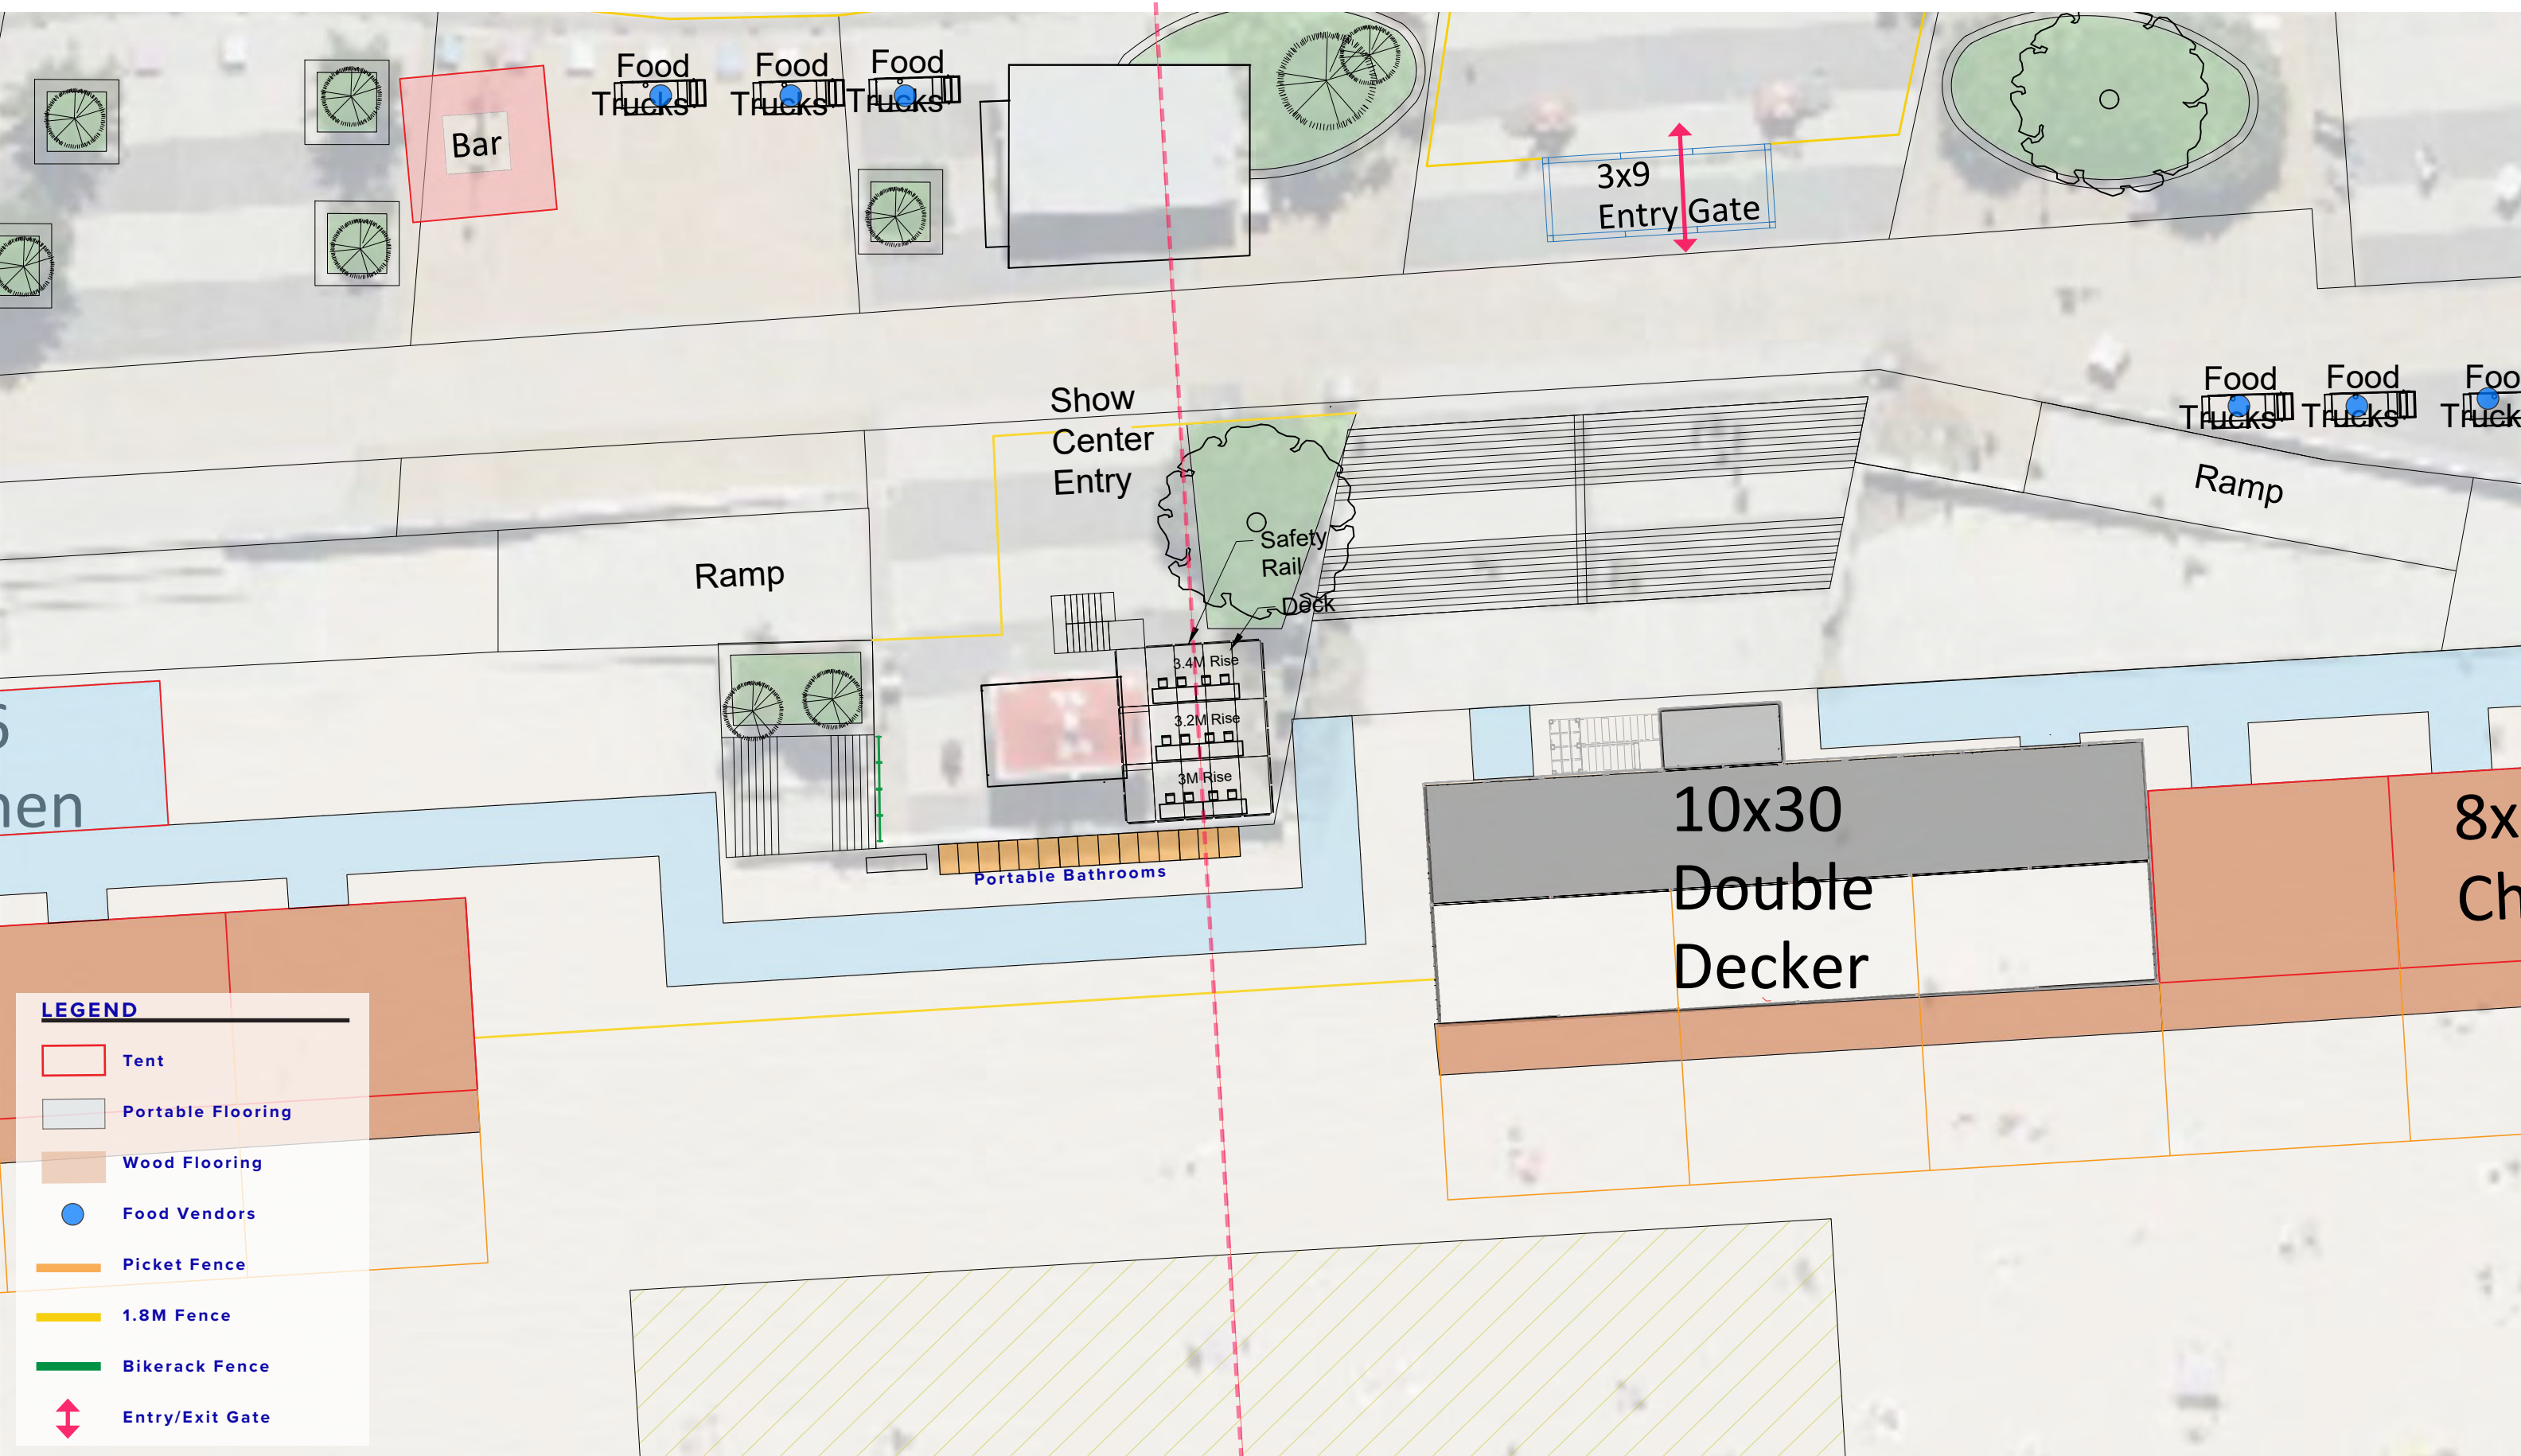 Food
Trucks
Food
Trucks
Food
Trucks
Bar
3x9
Entry Gate
Show
Center
Entry
Food
Trucks
Food
Trucks
Foo
Truck
Ramp
Safety
Rail
Ramp
Deck
3.4M Rise
3.2M Rise
3M Rise
6
hen
10x30
Double
Decker
8x
Ch
Portable Bathrooms
LEGEND
Tent
Portable Flooring
Wood Flooring
Food Vendors
Picket Fence
1.8M Fence
Bikerack Fence
Entry/Exit Gate